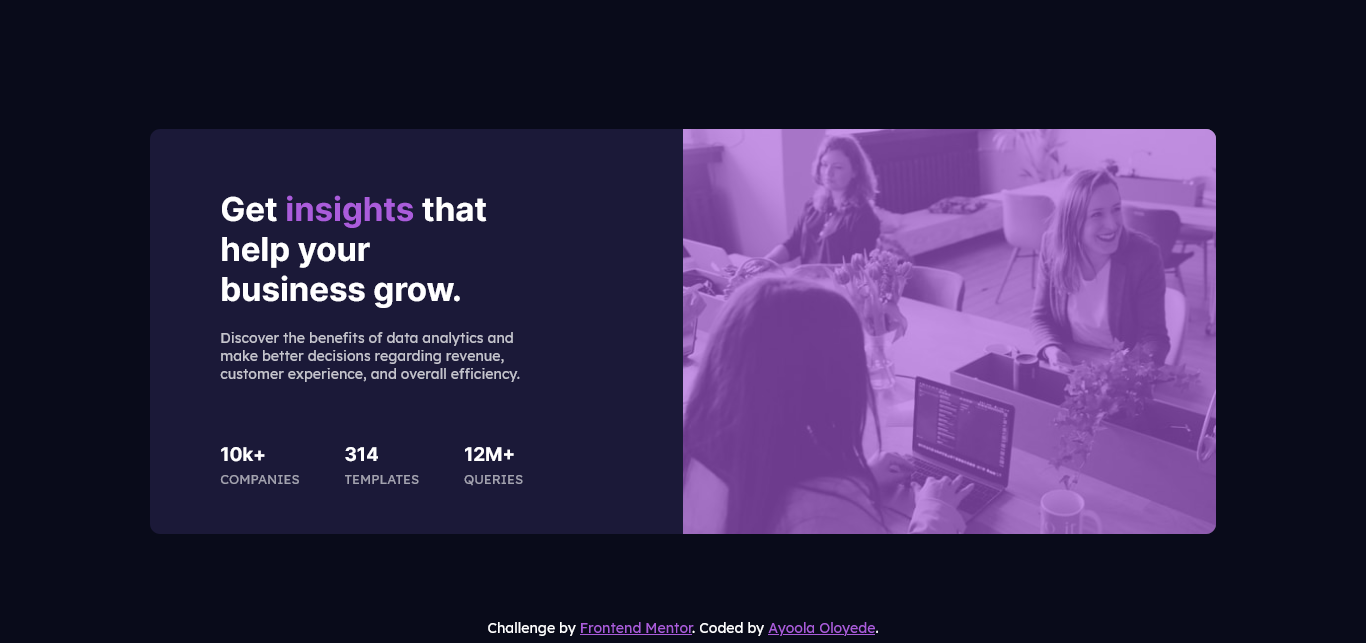 Get insights that
help your
business grow.
Discover the benefits of data analytics and
make better decisions regarding revenue,
customer experience, and overall efficiency.
10k+ 314 12M+
COMPANIES TEMPLATES QUERIES
Challenge by Frontend Mentor. Coded by Ayoola Oloyede.